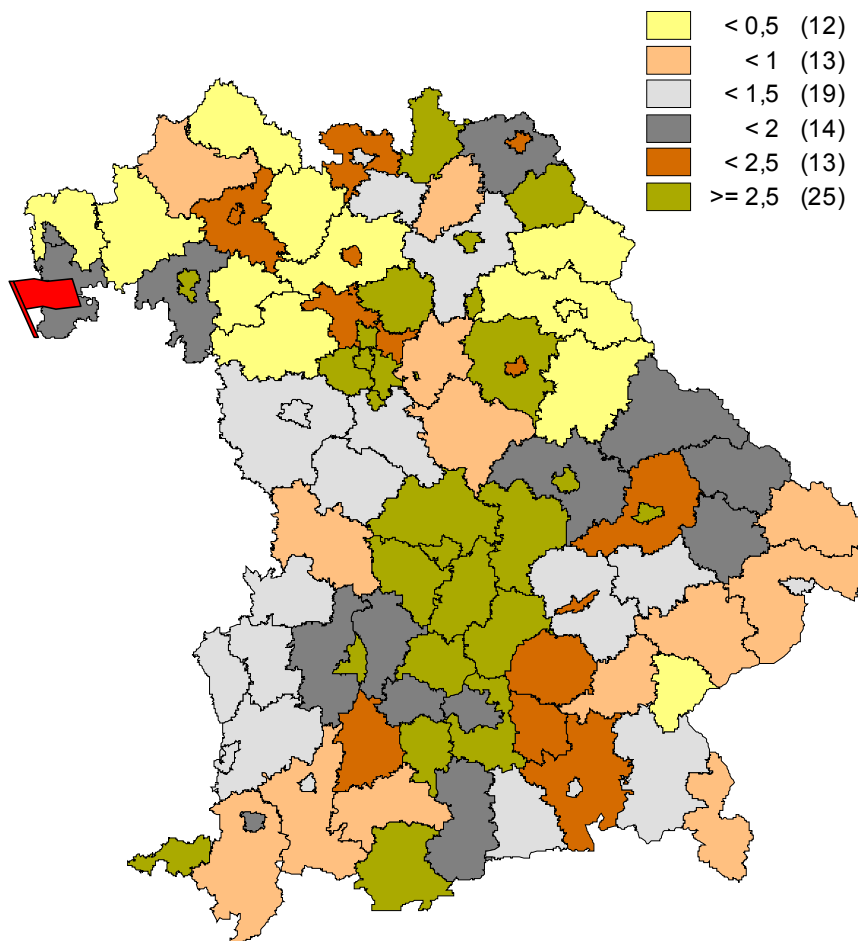 < 0,5 (12)
< 1 (13)
< 1,5 (19)
< 2 (14)
< 2,5 (13)
>= 2,5 (25)